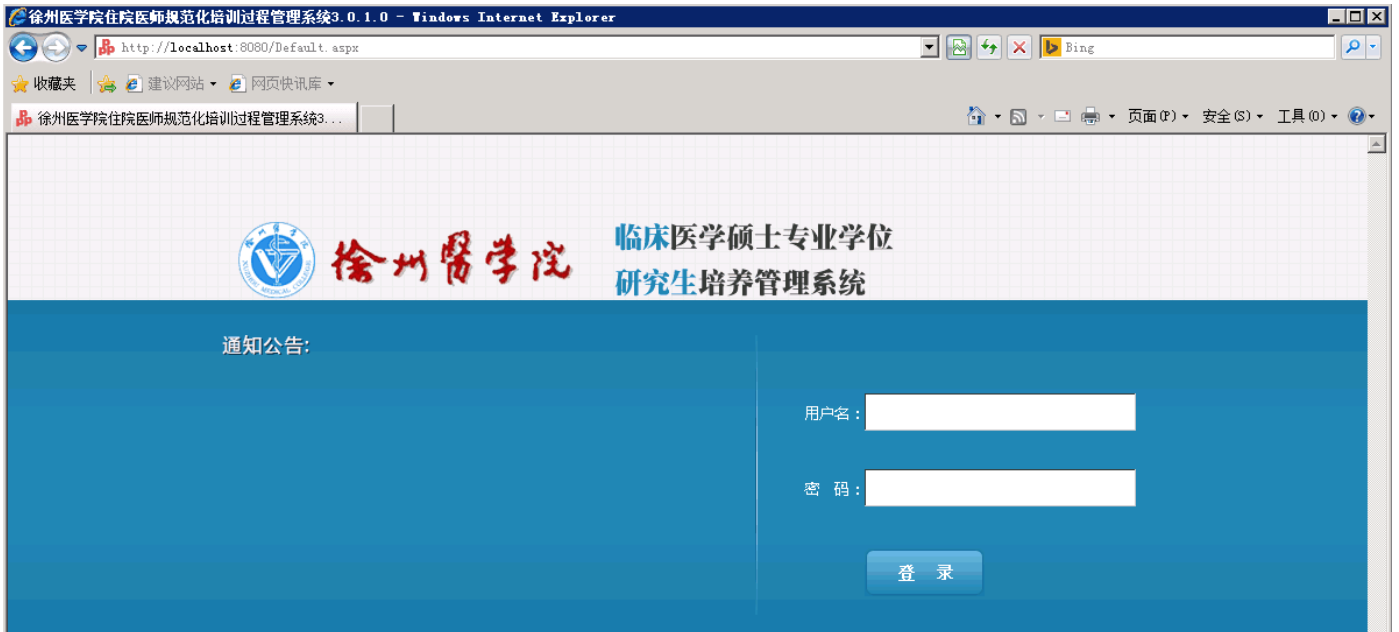 徐州医学院住院医师规范化培训过程管理系统3.0.1.0 - Windows Internet Explorer
http://localhost:8080/Default.aspx
Bing
收藏夹 建议网站 网页快讯库
徐州医学院住院医师规范化培训过程管理系统3...
页面(P) 安全(S) 工具(O)
徐州醫学院
XUZHOU MEDICAL COLLEGE
临床医学硕士专业学位
研究生培养管理系统
通知公告:
用户名：
密 码：
登 录